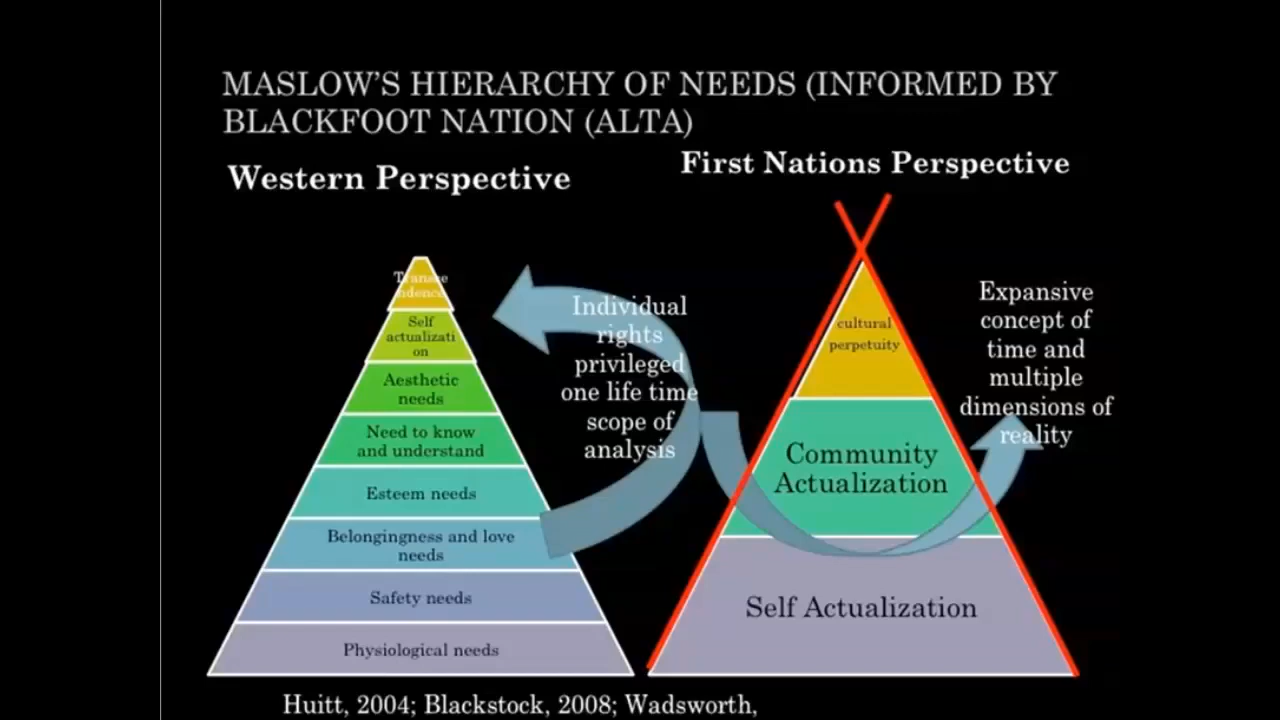 MASLOW'S HIERARCHY OF NEEDS (INFORMED BY
BLACKFOOT NATION (ALTA)
Western Perspective
First Nations Perspective
Transce
ndence
Self
actualizati
on
Aesthetic
needs
Need to know
and understand
Esteem needs
Belongingness and love
needs
Safety needs
Physiological needs
Individual
rights
privileged
one life time
scope of
analysis
cultural
perpetuity
Community
Actualization
Self Actualization
Expansive
concept of
time and
multiple
dimensions of
reality
Huitt, 2004; Blackstock, 2008; Wadsworth,